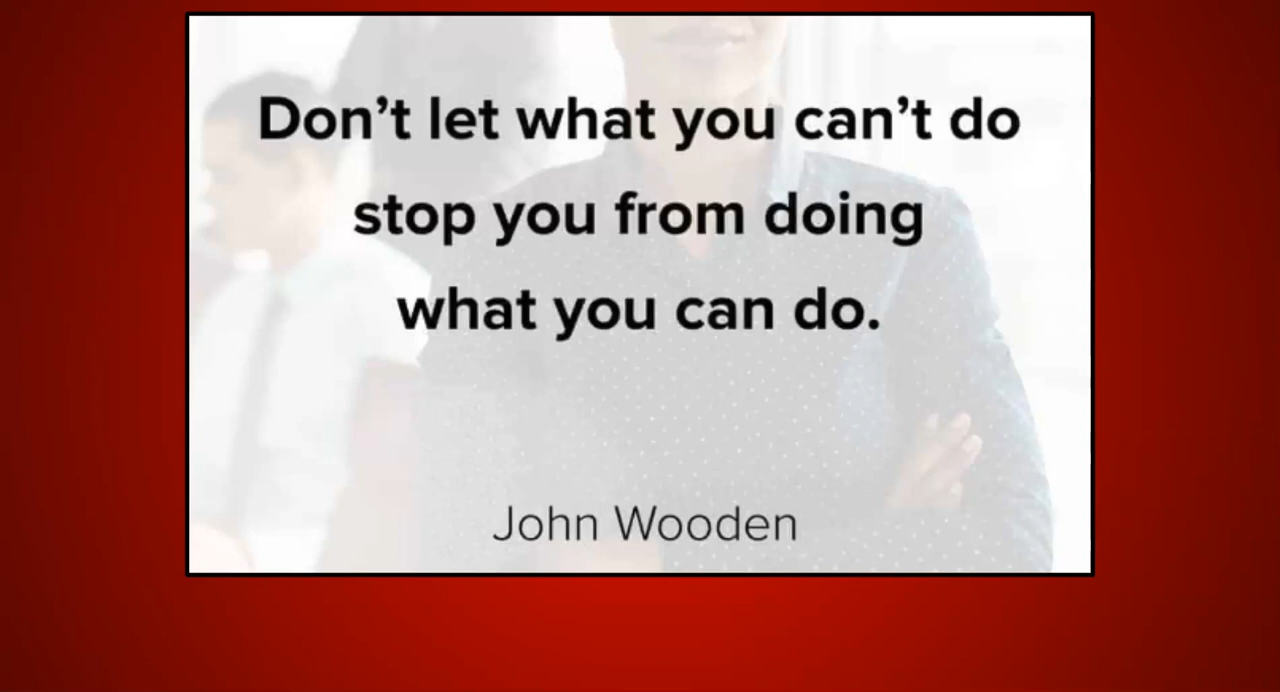 Don’t let what you can’t do
stop you from doing
what you can do.
John Wooden